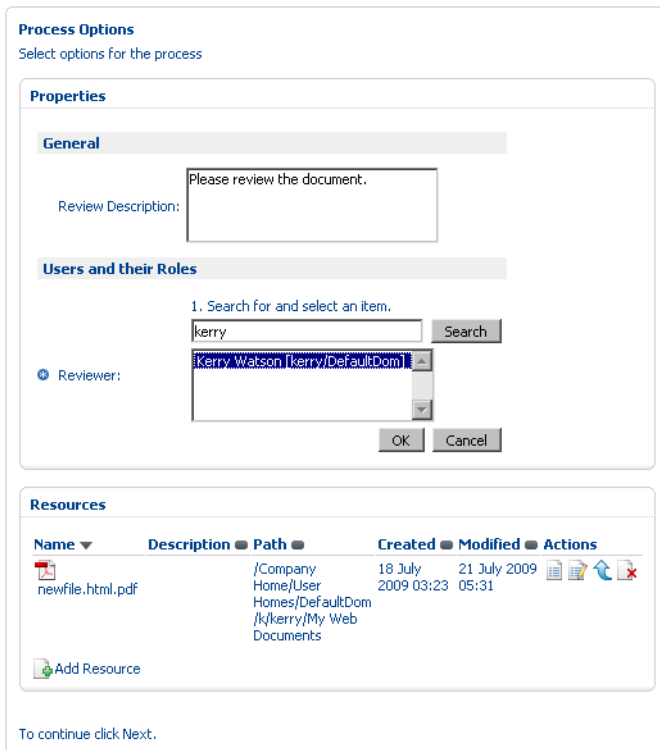 Process Options
Select options for the process
Properties
General
Review Description:
Please review the document.
Users and their Roles
1. Search for and select an item.
kerry
Search
Reviewer:
Kerry Watson [kerry/DefaultDom]
OK
Cancel
Resources
Name Description Path Created Modified Actions
newfile.html.pdf
/Company
Home/User
Homes/DefaultDom
/k/kerry/My Web
Documents
18 July
2009 03:23
21 July 2009
05:31
Add Resource
To continue click Next.